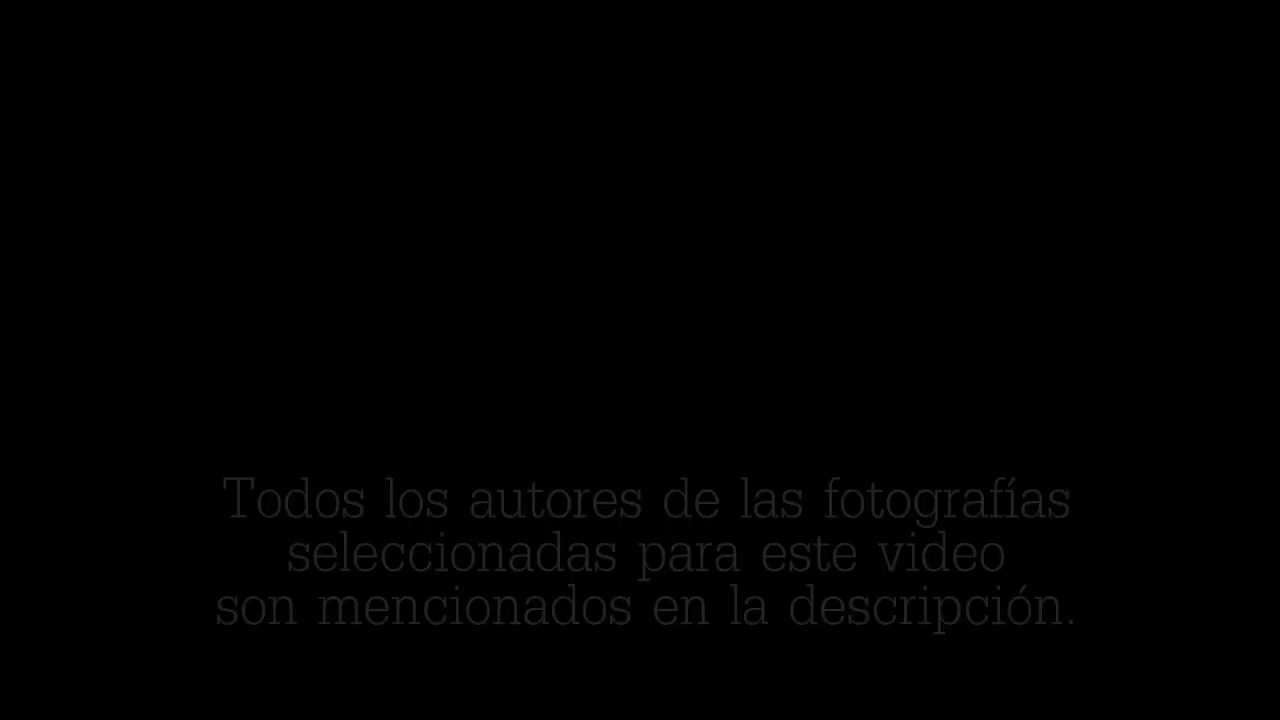 Todos los autores de las fotografías
seleccionadas para este video
son mencionados en la descripción.